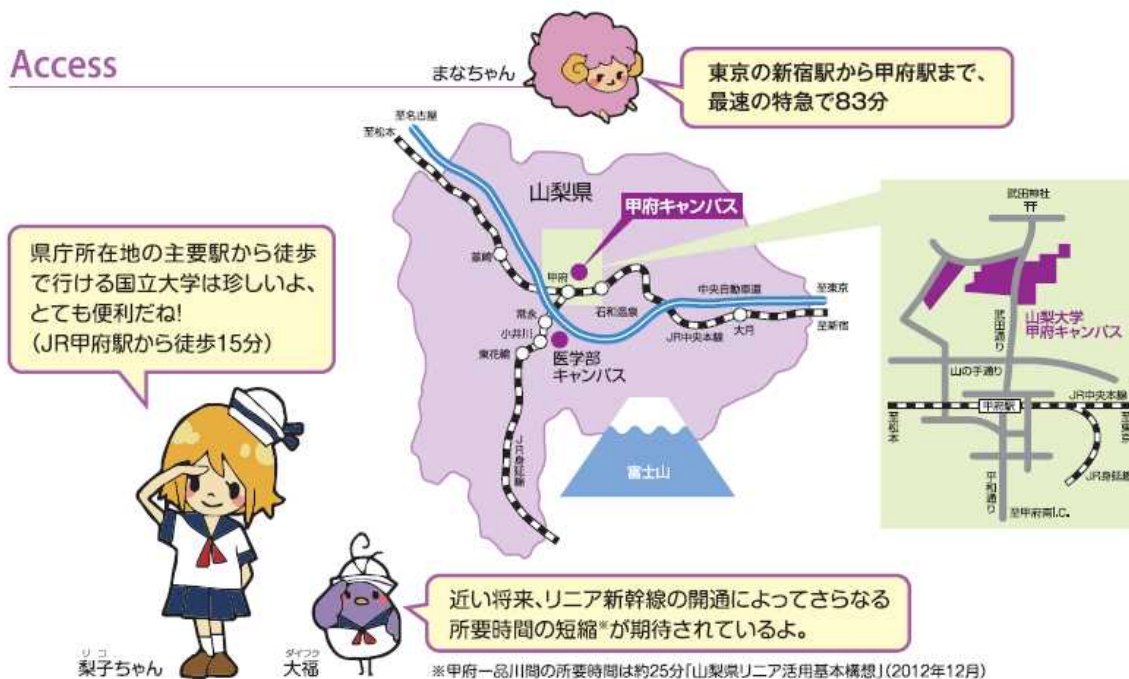 Access
まなちゃん
東京の新宿駅から甲府駅まで、
最速の特急で83分
至名古屋
至松本
山梨県
甲府キャンパス
韮崎
甲府
石和温泉
中央自動車道
至東京
至新宿
常永
小井川
東花輪
医学部
キャンパス
JR中央本線
大月
JR身延線
富士山
武田神社
山梨大学
甲府キャンパス
武田通り
山の手通り
甲府駅
JR中央本線
至松本
至東京
JR身延線
平和通り
至甲府南I.C.
県庁所在地の主要駅から徒歩
で行ける国立大学は珍しいよ、
とても便利だね!
(JR甲府駅から徒歩15分)
リコ
梨子ちゃん
ダイフク
大福
近い将来、リニア新幹線の開通によってさらなる
所要時間の短縮※が期待されているよ。
※甲府ー品川間の所要時間は約25分「山梨県リニア活用基本構想」(2012年12月)